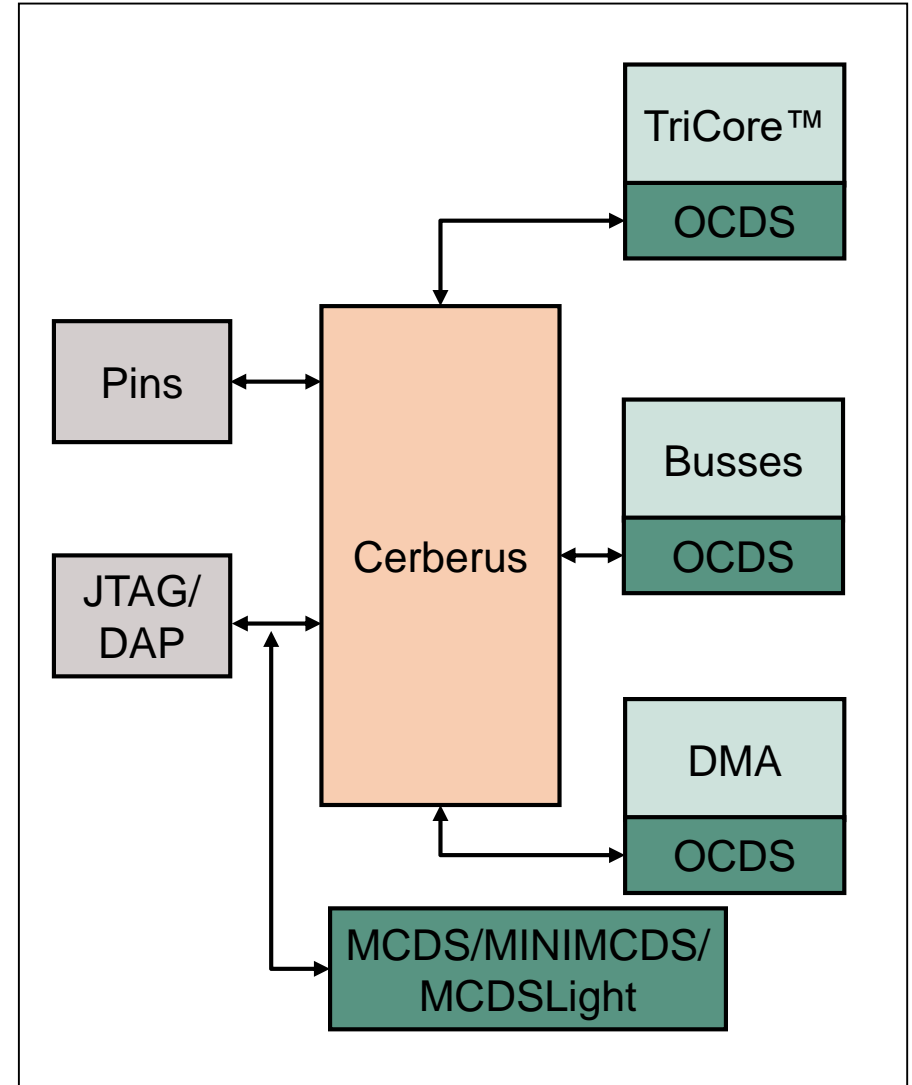 TriCore™
OCDS
Pins
Busses
OCDS
Cerberus
JTAG/
DAP
DMA
OCDS
MCDS/MINIMCDS/
MCDSLight